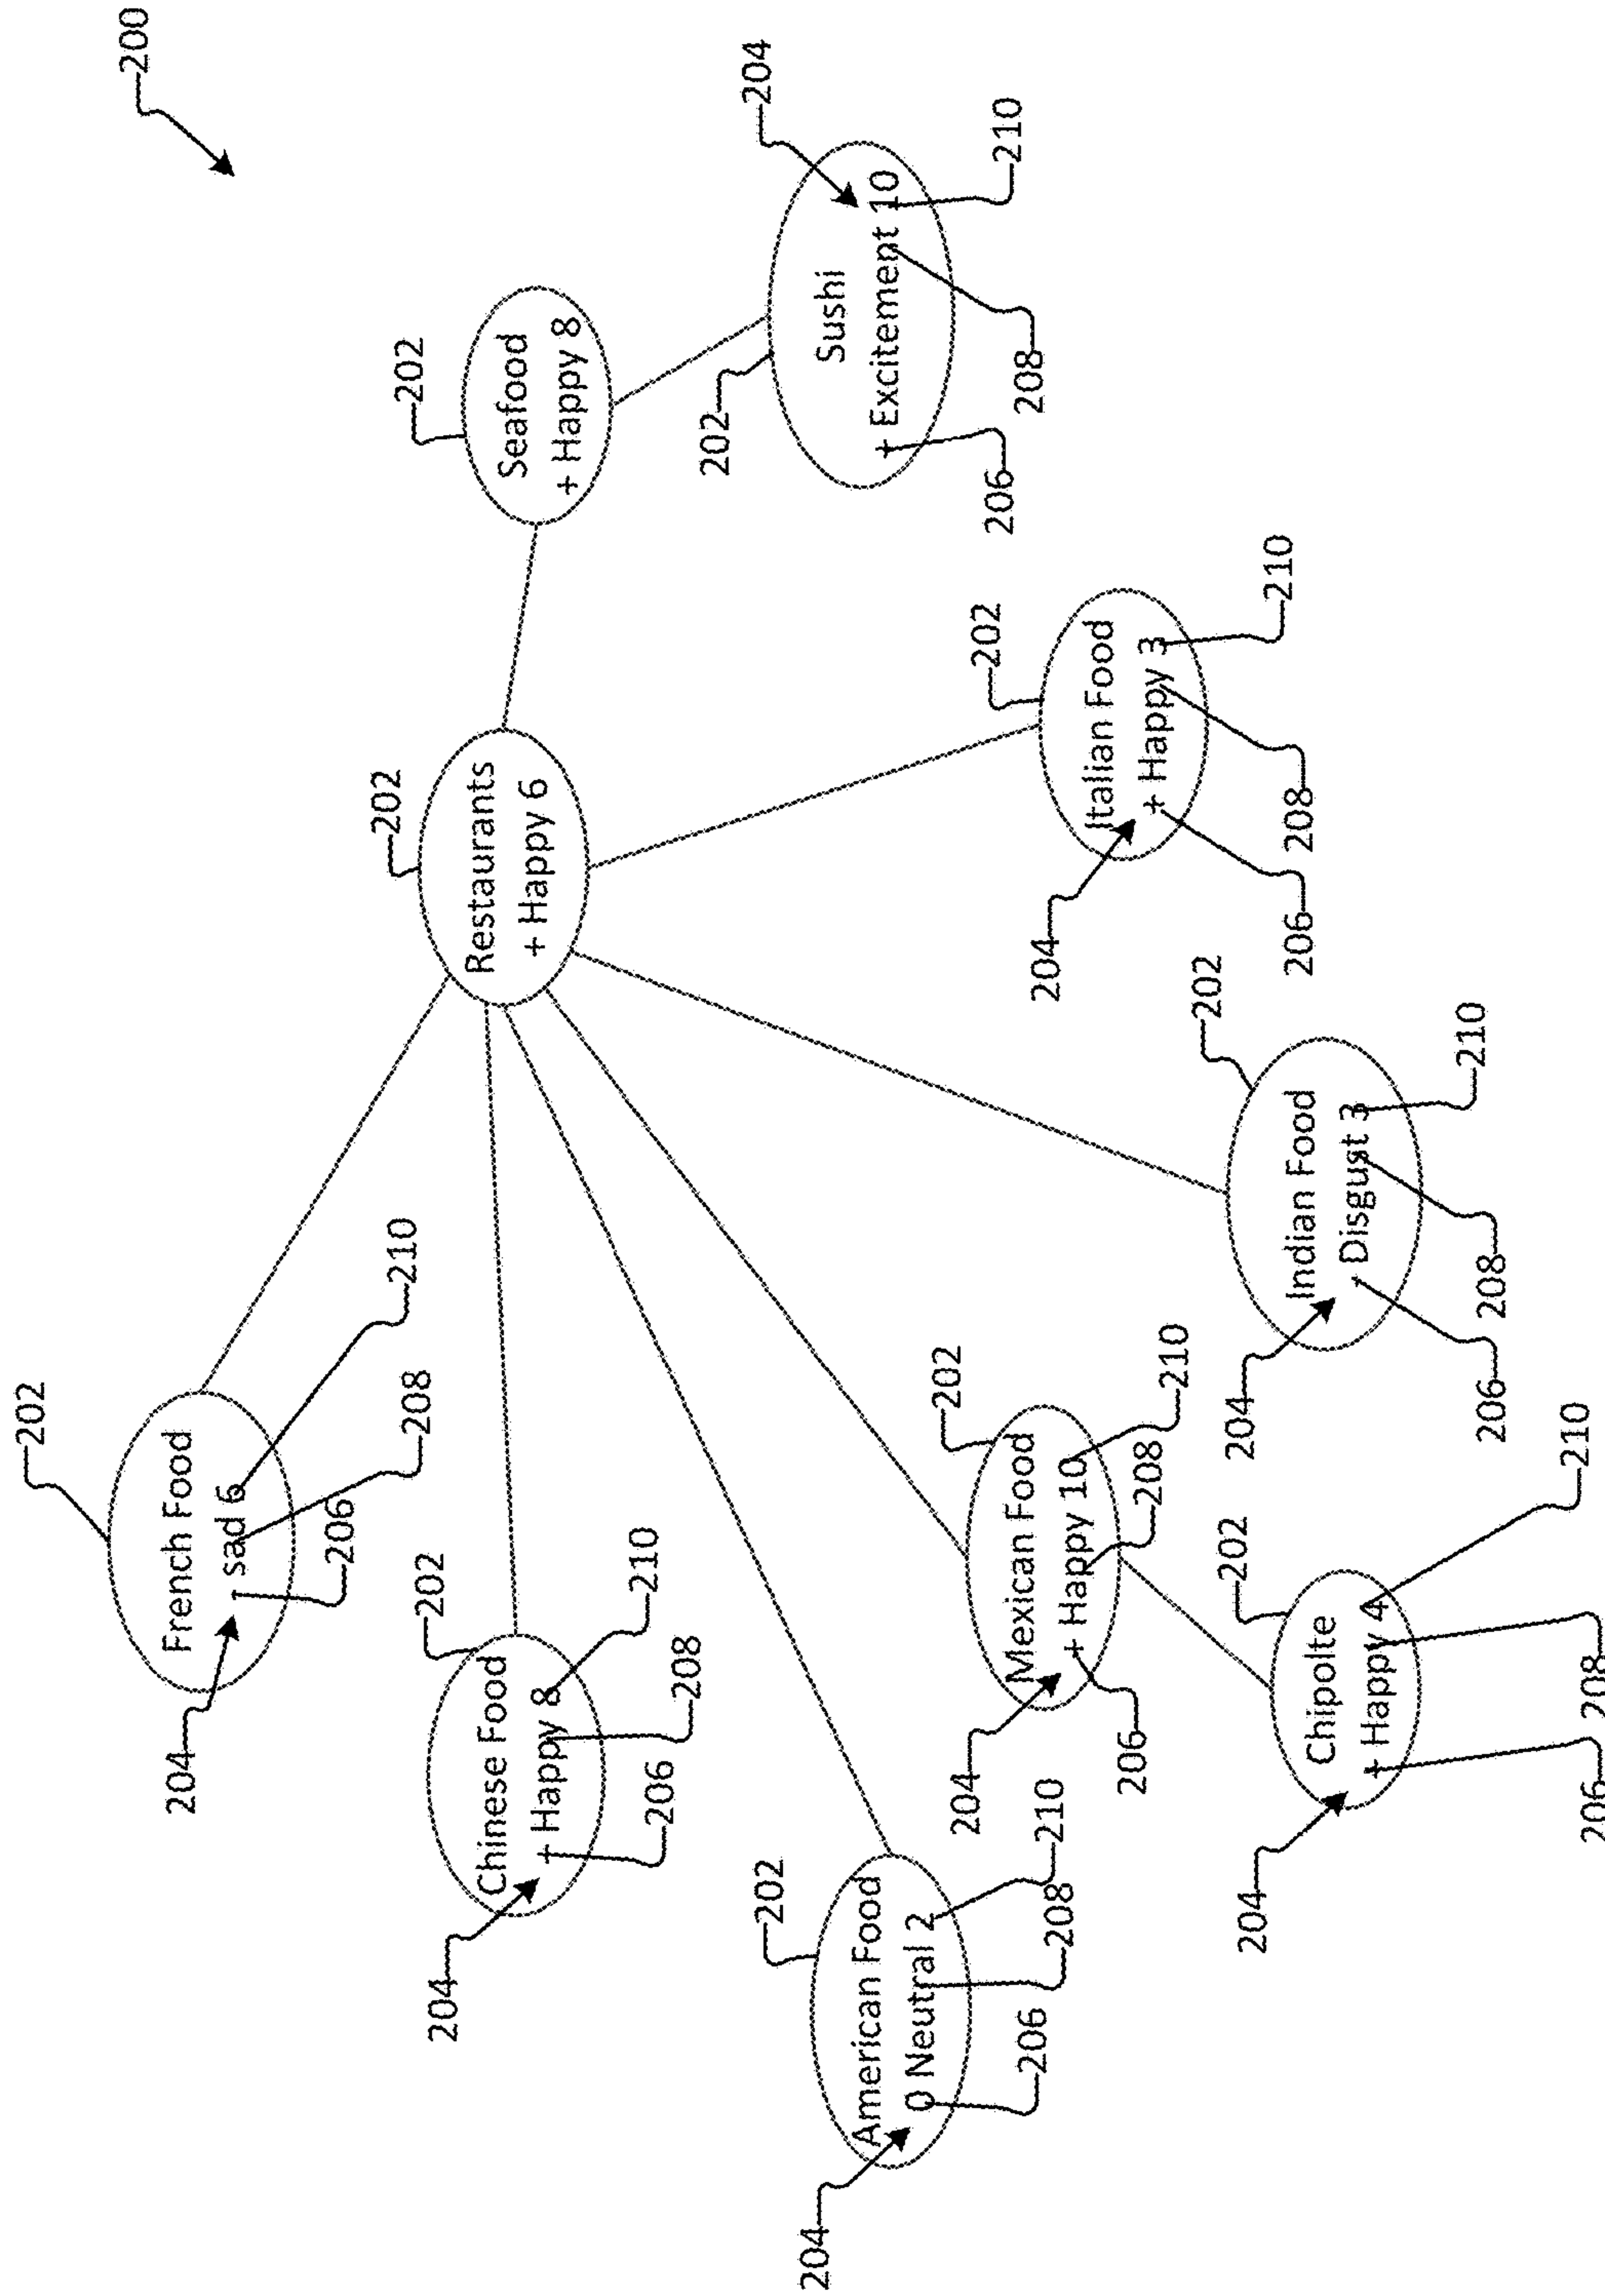 200
202
French Food
- sad 6
204
206
208
210
202
Chinese Food
+ Happy 8
204
206
208
210
202
Restaurants
+ Happy 6
202
Seafood
+ Happy 8
202
204
Sushi
+ Excitement 10
206
208
210
202
American Food
0 Neutral 2
204
206
208
210
202
Mexican Food
+ Happy 10
204
206
208
210
202
Italian Food
+ Happy 3
204
206
208
210
202
Indian Food
- Disgust 3
204
206
208
210
202
Chipolte
+ Happy 4
204
206
208
210